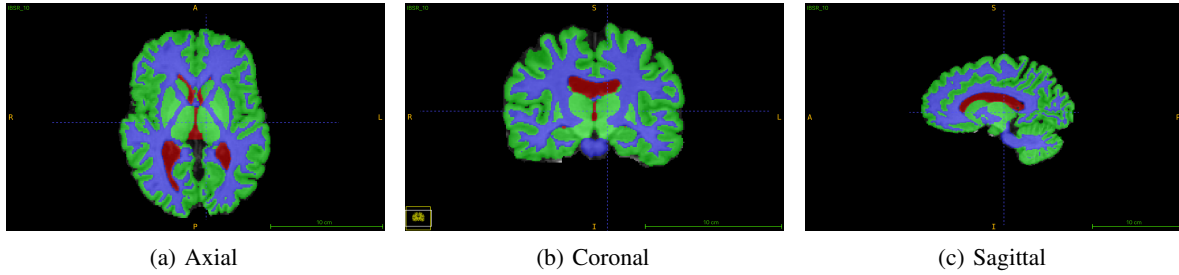 IBSR_10
A
R
L
P
10 cm
IBSR_10
S
R
L
I
10 cm
IBSR_10
S
A
P
I
10 cm
(a) Axial
(b) Coronal
(c) Sagittal